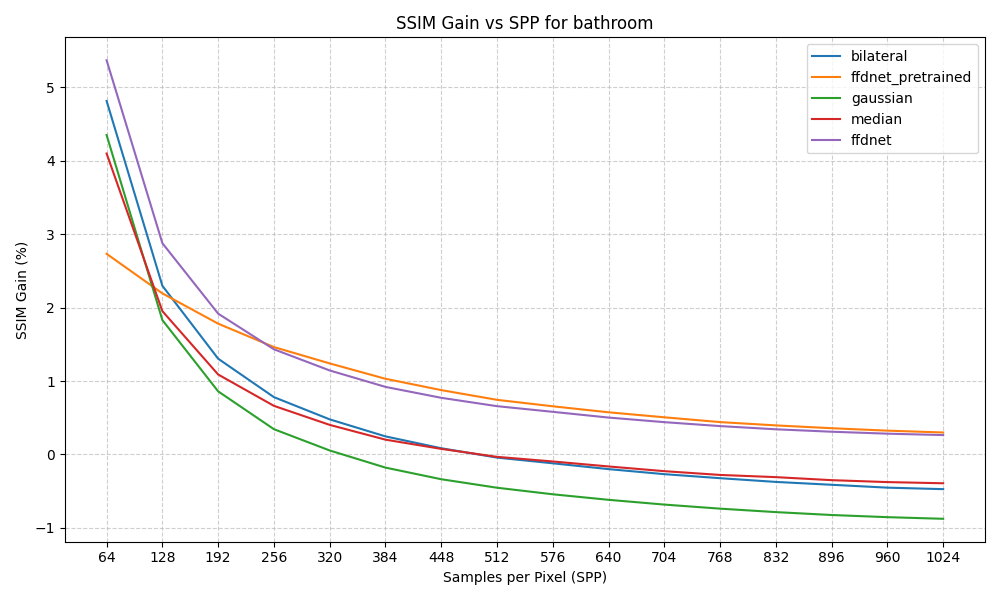 SSIM Gain vs SPP for bathroom
bilateral
ffdnet_pretrained
gaussian
median
ffdnet
SSIM Gain (%)
5
4
3
2
1
0
−1
64 128 192 256 320 384 448 512 576 640 704 768 832 896 960 1024
Samples per Pixel (SPP)